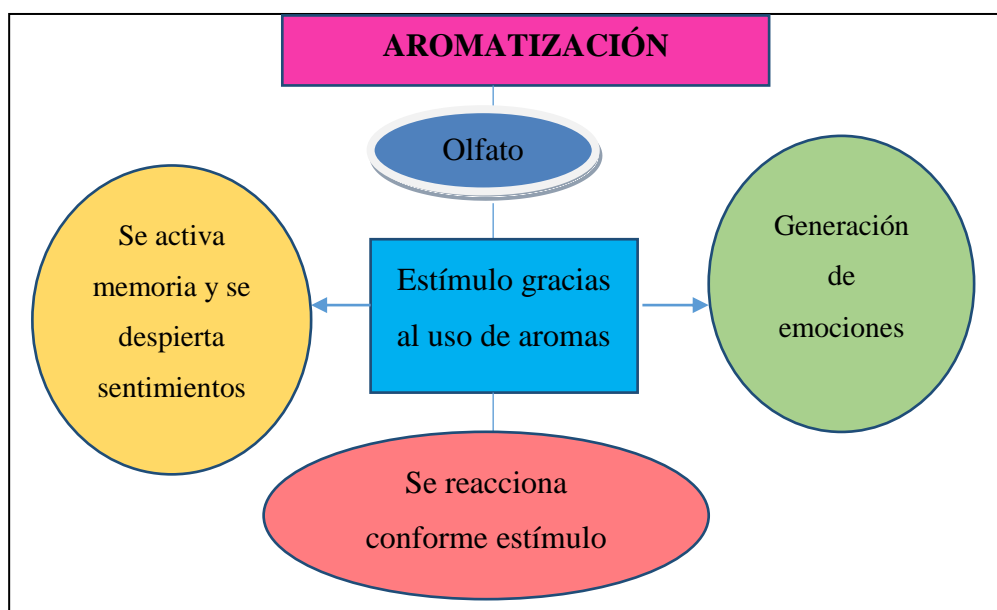 AROMATIZACIÓN
Olfato
Se activa
memoria y se
despierta
sentimientos
Estímulo gracias
al uso de aromas
Generación
de
emociones
Se reacciona
conforme estímulo